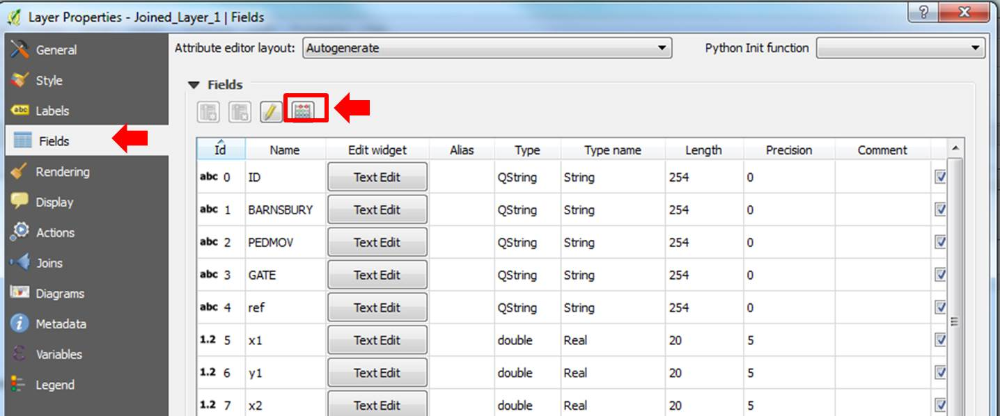 Layer Properties - Joined_Layer_1 | Fields
General
Style
abc Labels
Fields
Rendering
Display
Actions
Joins
Diagrams
Metadata
Variables
Legend
Attribute editor layout: Autogenerate Python Init function
Fields
Id Name Edit widget Alias Type Type name Length Precision Comment
abc 0 ID Text Edit QString String 254 0
abc 1 BARNSBURY Text Edit QString String 254 0
abc 2 PEDMOV Text Edit QString String 254 0
abc 3 GATE Text Edit QString String 254 0
abc 4 ref Text Edit QString String 254 0
1.2 5 x1 Text Edit double Real 20 5
1.2 6 y1 Text Edit double Real 20 5
1.2 7 x2 Text Edit double Real 20 5